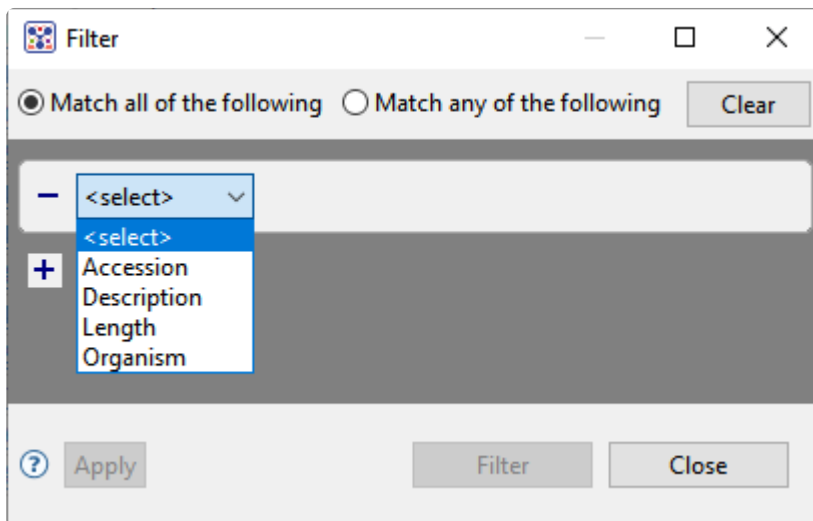 Filter
Match all of the following Match any of the following Clear
− <select>
<select>
+ Accession
Description
Length
Organism
? Apply Filter Close